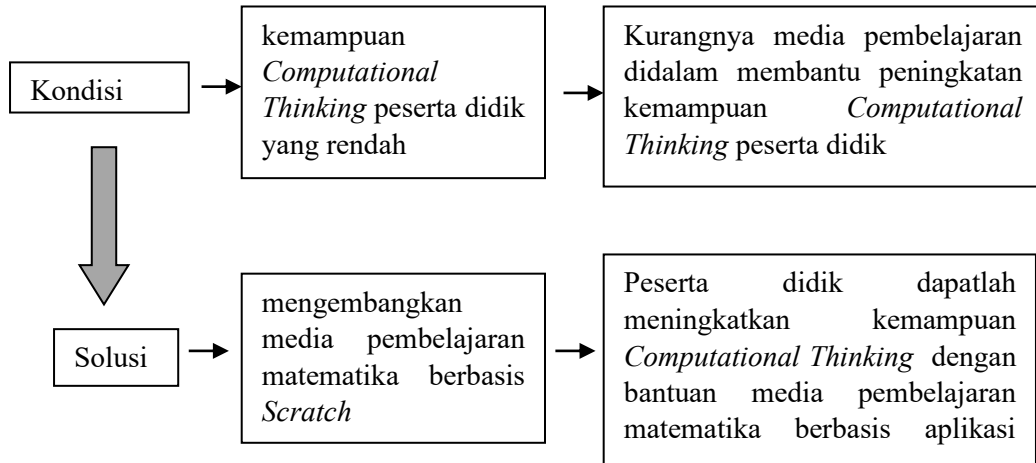 Kondisi
kemampuan
Computational
Thinking peserta didik
yang rendah
Kurangnya media pembelajaran
didalam membantu peningkatan
kemampuan Computational
Thinking peserta didik
Solusi
mengembangkan
media pembelajaran
matematika berbasis
Scratch
Peserta didik dapatlah
meningkatkan kemampuan
Computational Thinking dengan
bantuan media pembelajaran
matematika berbasis aplikasi